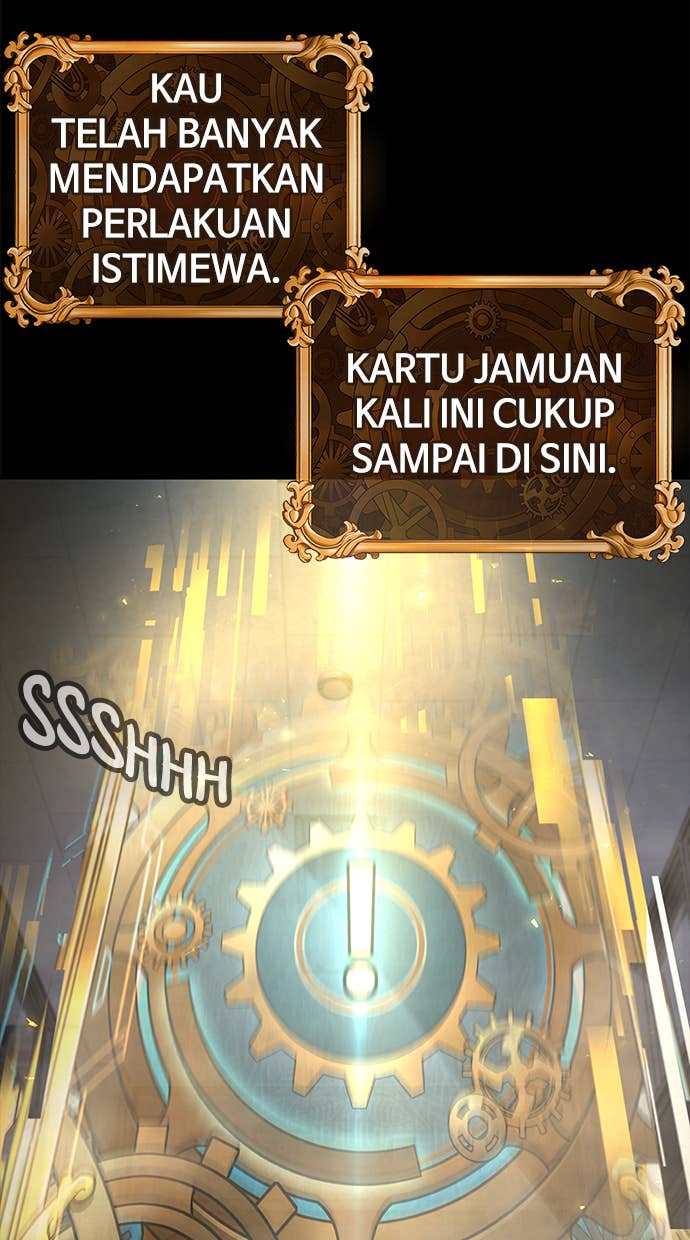 KAU
TELAH BANYAK
MENDAPATKAN
PERLAKUAN
ISTIMEWA.
KARTU JAMUAN
KALI INI CUKUP
SAMPAI DI SINI.
SSSHHH
!